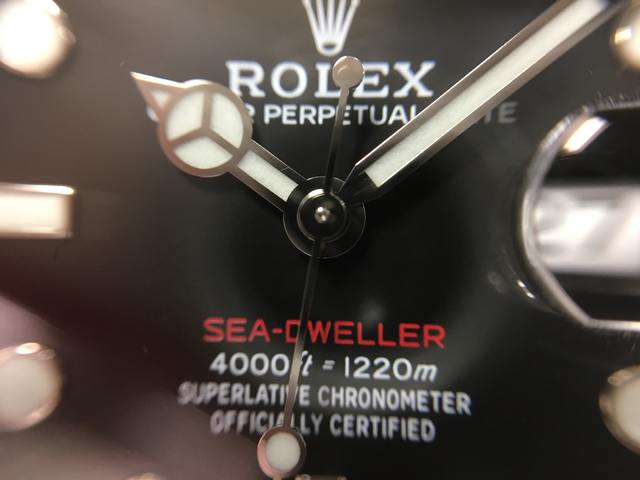 ROLEX
PERPETUAL
SEA-DWELLER
4000ft = 1220m
SUPERLATIVE CHRONOMETER
OFFICIALLY CERTIFIED